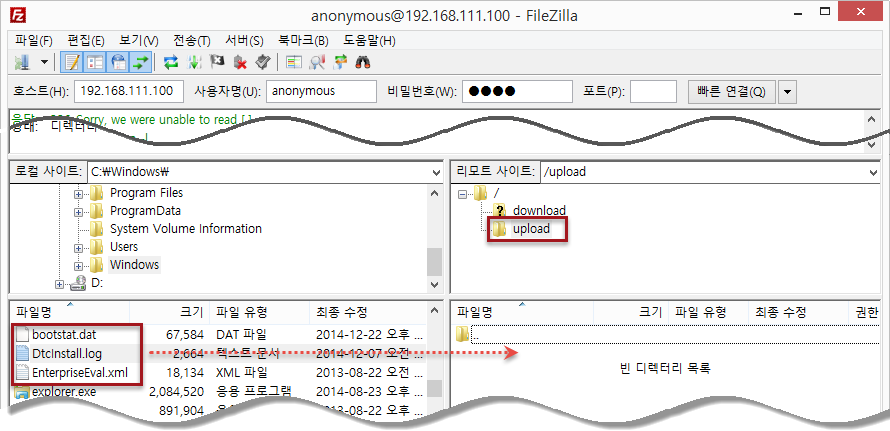 anonymous@192.168.111.100 - FileZilla
파일(F) 편집(E) 보기(V) 전송(T) 서버(S) 북마크(B) 도움말(H)
호스트(H): 192.168.111.100 사용자명(U): anonymous 비밀번호(W): ●●●● 포트(P): 빠른 연결(Q)
Sorry, we were unable to read [
상태: 디렉터리
로컬 사이트: C:\Windows\
Program Files
ProgramData
System Volume Information
Users
Windows
D:
리모트 사이트: /upload
/
download
upload
파일명 크기 파일 유형 최종 수정
bootstat.dat 67,584 DAT 파일 2014-12-22 오후 ...
DtcInstall.log 2,664 텍스트 문서 2014-12-07 오전 ...
EnterpriseEval.xml 18,134 XML 파일 2013-08-22 오후 ...
explorer.exe 2,084,520 응용 프로그램 2014-08-23 오후 ...
891,904 2013-08-22 오후 ...
파일명 크기 파일 유형 최종 수정 권한
..
빈 디렉터리 목록